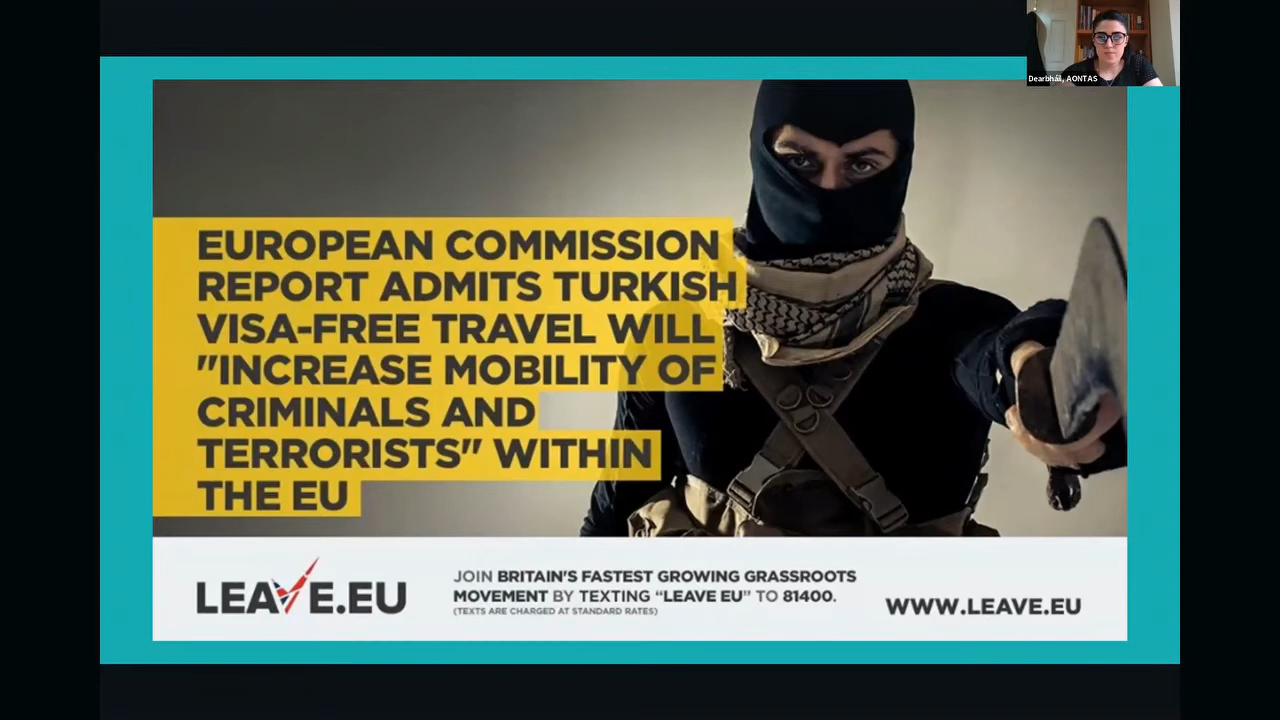 Dearbháil, AONTAS
EUROPEAN COMMISSION
REPORT ADMITS TURKISH
VISA-FREE TRAVEL WILL
"INCREASE MOBILITY OF
CRIMINALS AND
TERRORISTS" WITHIN
THE EU
LEAVE.EU
JOIN BRITAIN'S FASTEST GROWING GRASSROOTS
MOVEMENT BY TEXTING “LEAVE EU” TO 81400.
(TEXTS ARE CHARGED AT STANDARD RATES)
WWW.LEAVE.EU